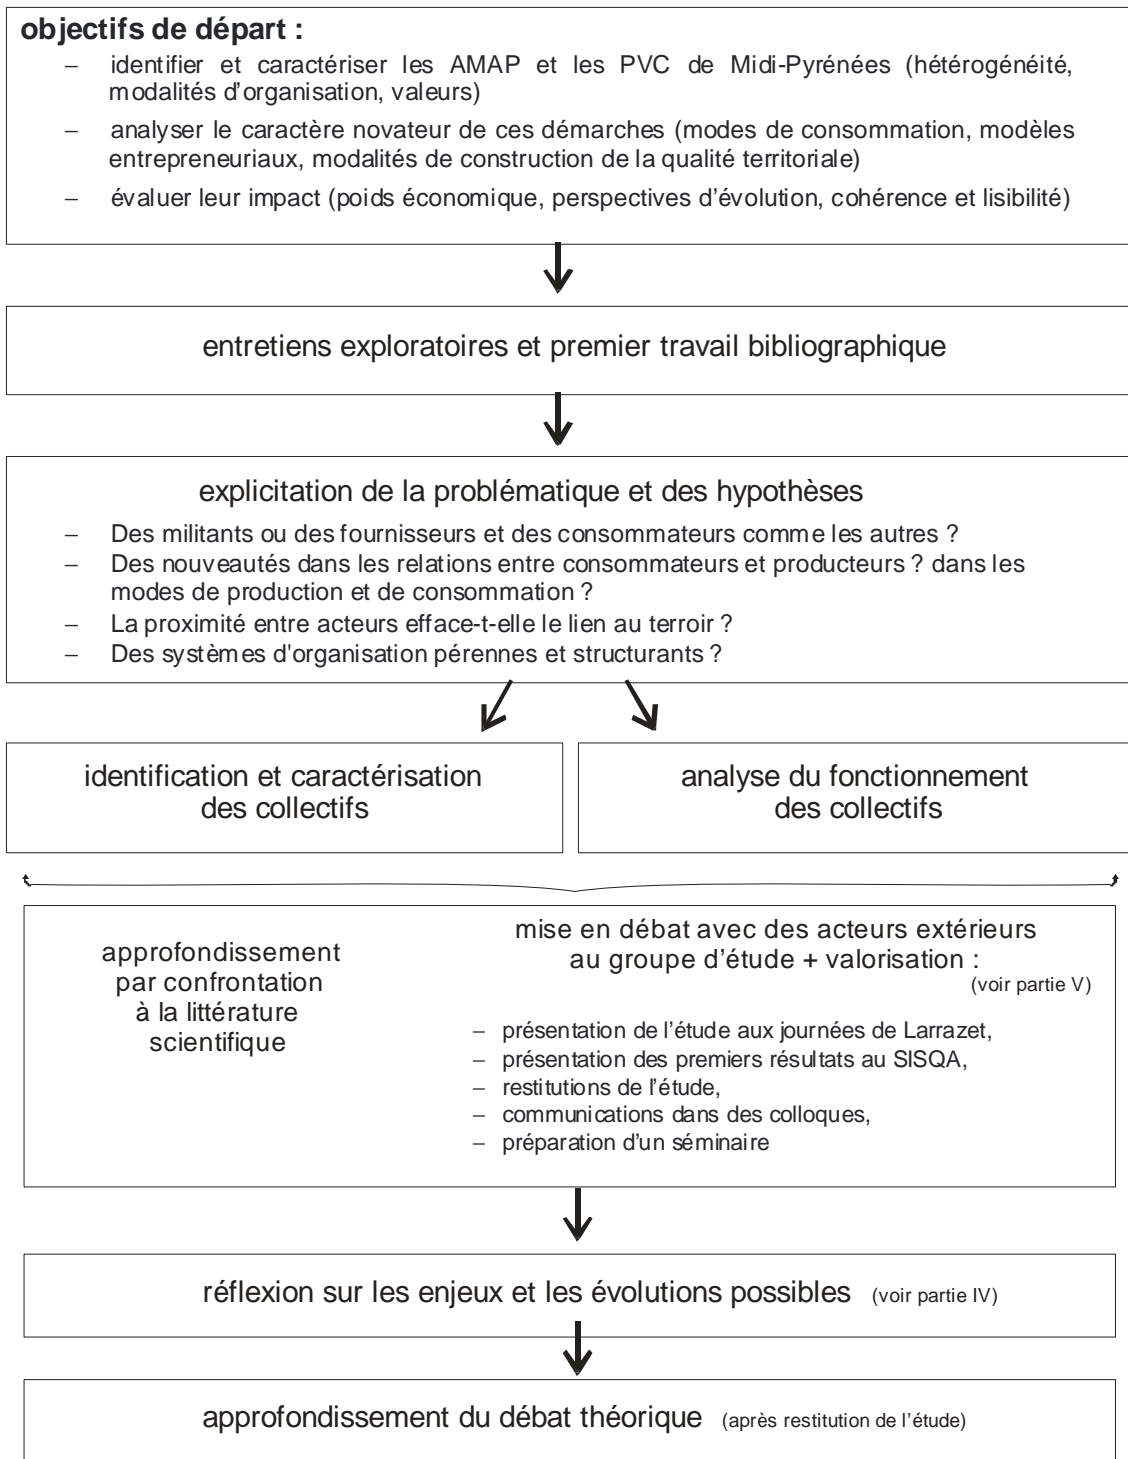 objectifs de départ :
– identifier et caractériser les AMAP et les PVC de Midi-Pyrénées (hétérogénéité,
modalités d’organisation, valeurs)
– analyser le caractère novateur de ces démarches (modes de consommation, modèles
entrepreneuriaux, modalités de construction de la qualité territoriale)
– évaluer leur impact (poids économique, perspectives d’évolution, cohérence et lisibilité)
entretiens exploratoires et premier travail bibliographique
explicitation de la problématique et des hypothèses
– Des militants ou des fournisseurs et des consommateurs comme les autres ?
– Des nouveautés dans les relations entre consommateurs et producteurs ? dans les
modes de production et de consommation ?
– La proximité entre acteurs efface-t-elle le lien au terroir ?
– Des systèmes d'organisation pérennes et structurants ?
identification et caractérisation
des collectifs
analyse du fonctionnement
des collectifs
approfondissement
par confrontation
à la littérature
scientifique
mise en débat avec des acteurs extérieurs
au groupe d’étude + valorisation :
(voir partie V)
– présentation de l’étude aux journées de Larrazet,
– présentation des premiers résultats au SISQA,
– restitutions de l’étude,
– communications dans des colloques,
– préparation d’un séminaire
réflexion sur les enjeux et les évolutions possibles (voir partie IV)
approfondissement du débat théorique (après restitution de l’étude)